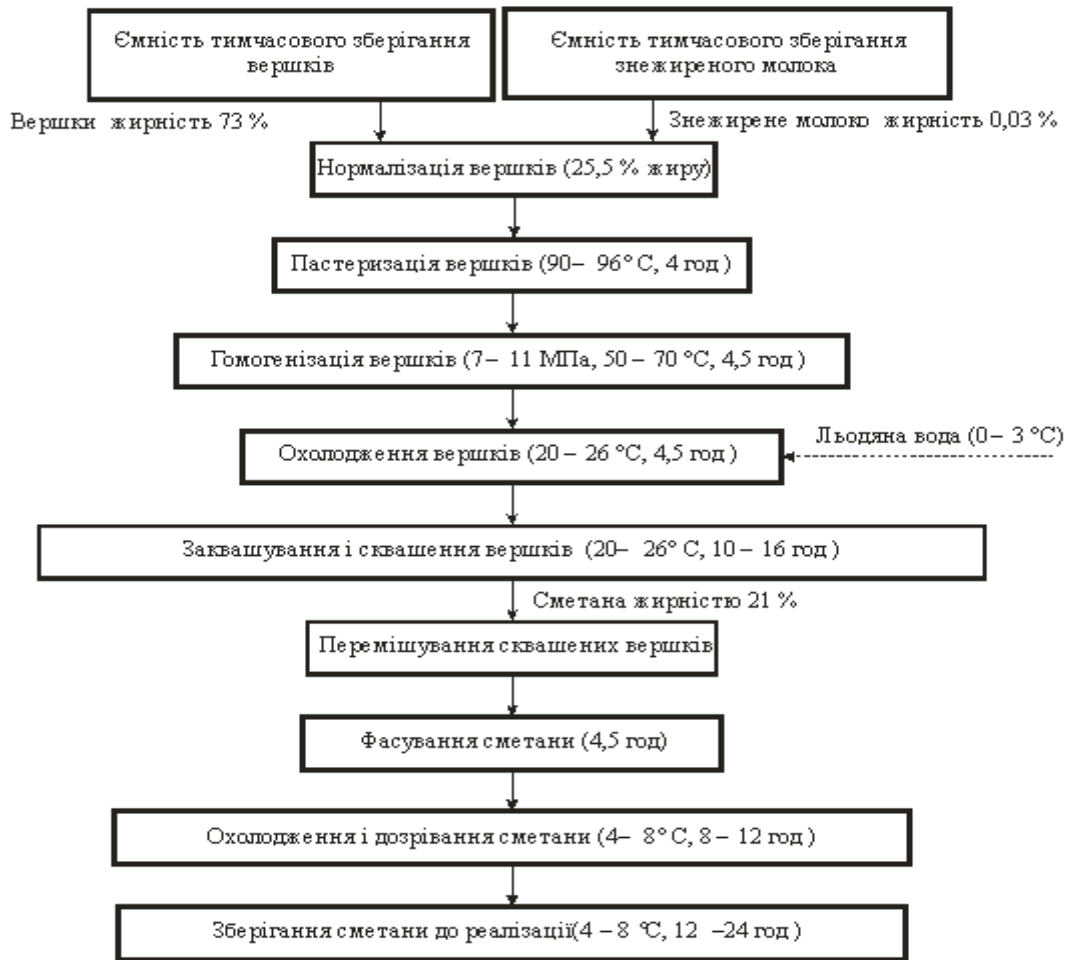 Ємність тимчасового зберігання
вершків
Ємність тимчасового зберігання
знежиреного молока
Вершки жирність 73 %
Знежирене молоко жирність 0,03 %
Нормалізація вершків (25,5 % жиру)
Пастеризація вершків (90– 96° С, 4 год )
Гомогенізація вершків (7– 11 МПа, 50 – 70 °С, 4,5 год )
Охолодження вершків (20 – 26 °С, 4,5 год )
Льодяна вода (0– 3 °С)
Заквашування і сквашення вершків (20– 26° С, 10 – 16 год )
Сметана жирністю 21 %
Перемішування сквашених вершків
Фасування сметани (4,5 год)
Охолодження і дозрівання сметани (4– 8° С, 8 – 12 год )
Зберігання сметани до реалізації(4 – 8 °С, 12 –24 год )